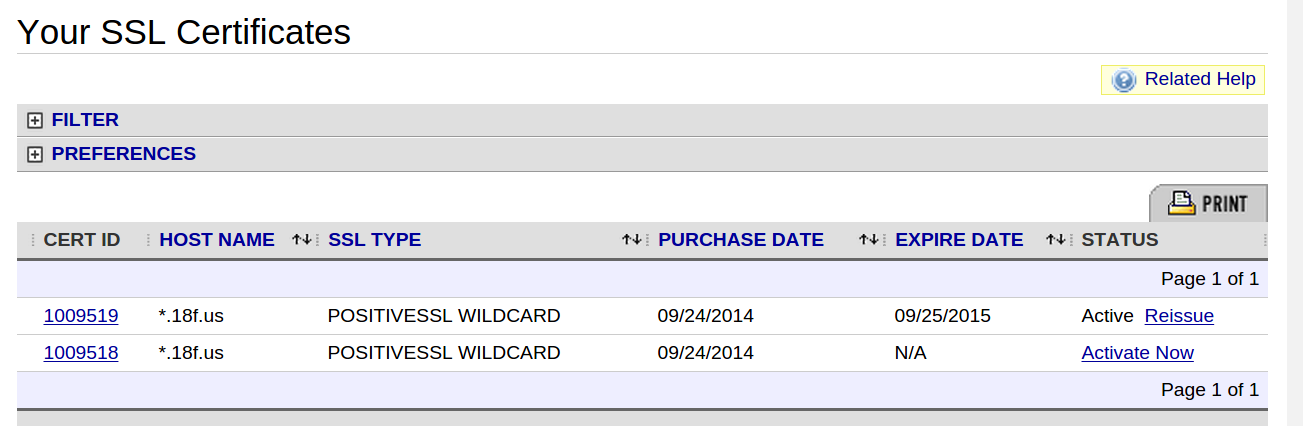 Your SSL Certificates
Related Help
FILTER
PREFERENCES
PRINT
CERT ID HOST NAME SSL TYPE PURCHASE DATE EXPIRE DATE STATUS
Page 1 of 1
1009519 *.18f.us POSITIVESSL WILDCARD 09/24/2014 09/25/2015 Active Reissue
1009518 *.18f.us POSITIVESSL WILDCARD 09/24/2014 N/A Activate Now
Page 1 of 1